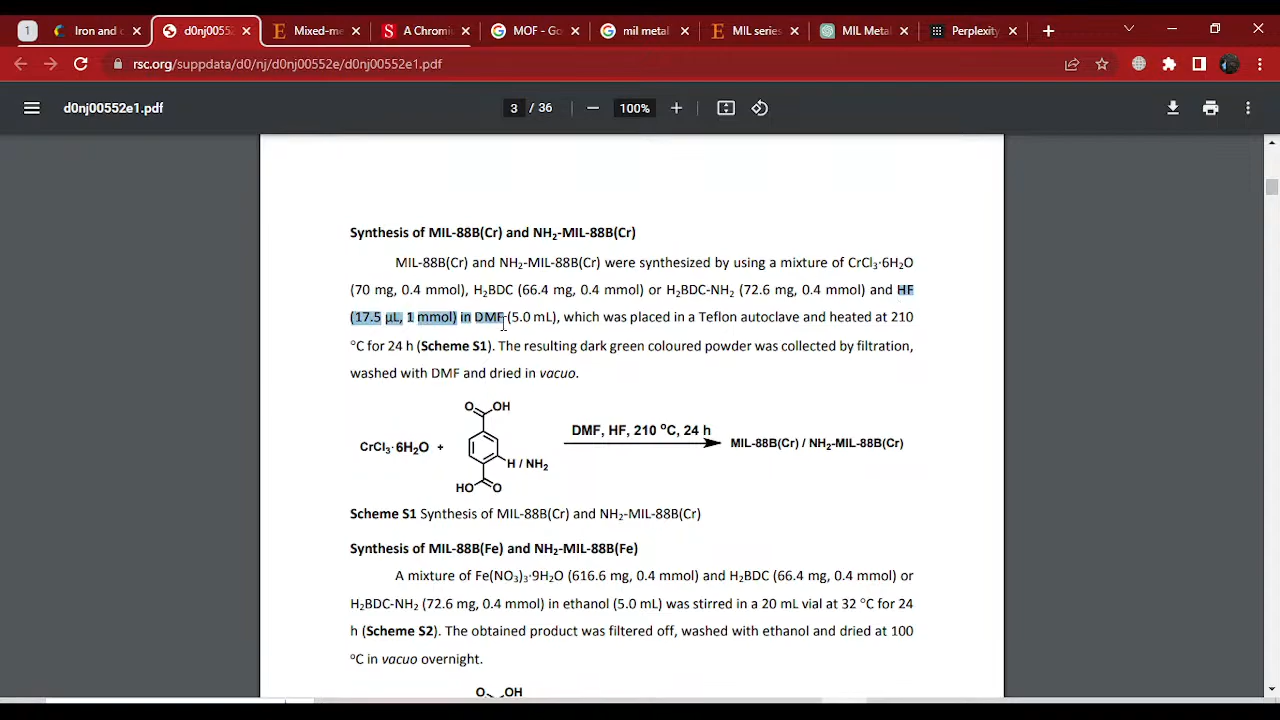 1
Iron and c
d0nj0055
Mixed-me
A Chromi
MOF - Go
mil metal
MIL series
MIL Metal
Perplexity
rsc.org/suppdata/d0/nj/d0nj00552e/d0nj00552e1.pdf
d0nj00552e1.pdf
3 / 36
100%
Synthesis of MIL-88B(Cr) and NH₂-MIL-88B(Cr)
MIL-88B(Cr) and NH₂-MIL-88B(Cr) were synthesized by using a mixture of CrCl₃·6H₂O
(70 mg, 0.4 mmol), H₂BDC (66.4 mg, 0.4 mmol) or H₂BDC-NH₂ (72.6 mg, 0.4 mmol) and HF
(17.5 µL, 1 mmol) in DMF (5.0 mL), which was placed in a Teflon autoclave and heated at 210
°C for 24 h (Scheme S1). The resulting dark green coloured powder was collected by filtration,
washed with DMF and dried in vacuo.
O OH
DMF, HF, 210 °C, 24 h
CrCl₃·6H₂O +
MIL-88B(Cr) / NH₂-MIL-88B(Cr)
H / NH₂
HO O
Scheme S1 Synthesis of MIL-88B(Cr) and NH₂-MIL-88B(Cr)
Synthesis of MIL-88B(Fe) and NH₂-MIL-88B(Fe)
A mixture of Fe(NO₃)₃·9H₂O (616.6 mg, 0.4 mmol) and H₂BDC (66.4 mg, 0.4 mmol) or
H₂BDC-NH₂ (72.6 mg, 0.4 mmol) in ethanol (5.0 mL) was stirred in a 20 mL vial at 32 °C for 24
h (Scheme S2). The obtained product was filtered off, washed with ethanol and dried at 100
°C in vacuo overnight.
O OH